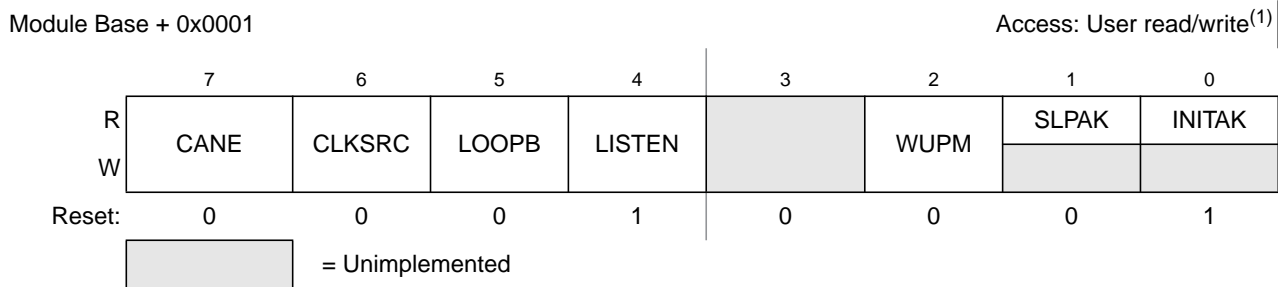 Module Base + 0x0001 Access: User read/write(1)
7 6 5 4 3 2 1 0
R CANE CLKSRC LOOPB LISTEN WUPM SLPAK INITAK
W
Reset: 0 0 0 1 0 0 0 1
= Unimplemented